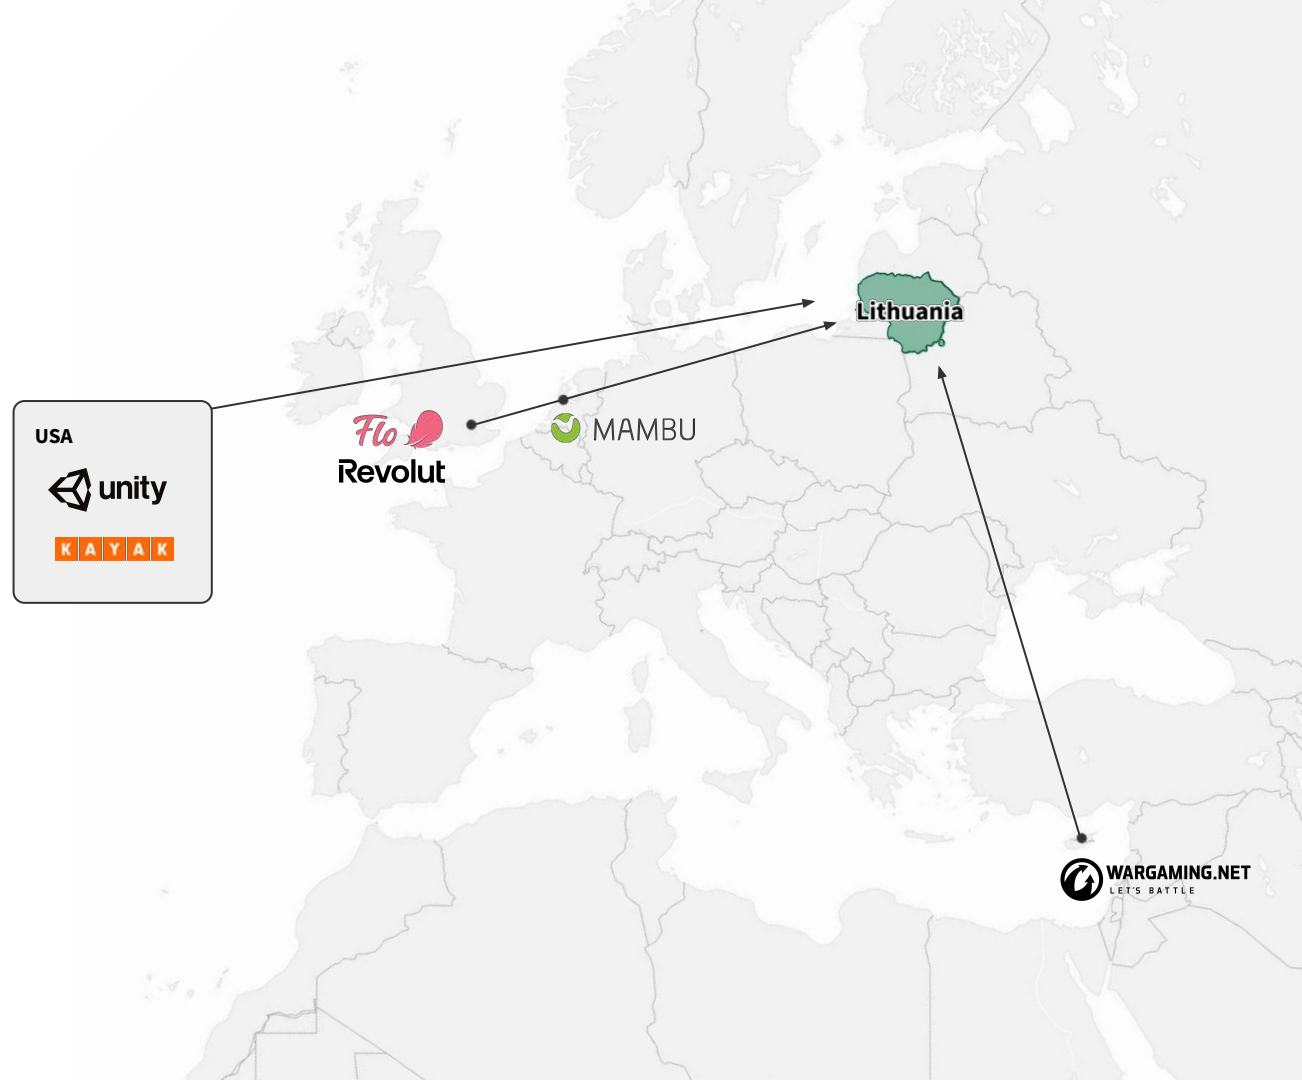 Lithuania
USA
unity
KAYAK
Flo
Revolut
MAMBU
WARGAMING.NET
LET'S BATTLE